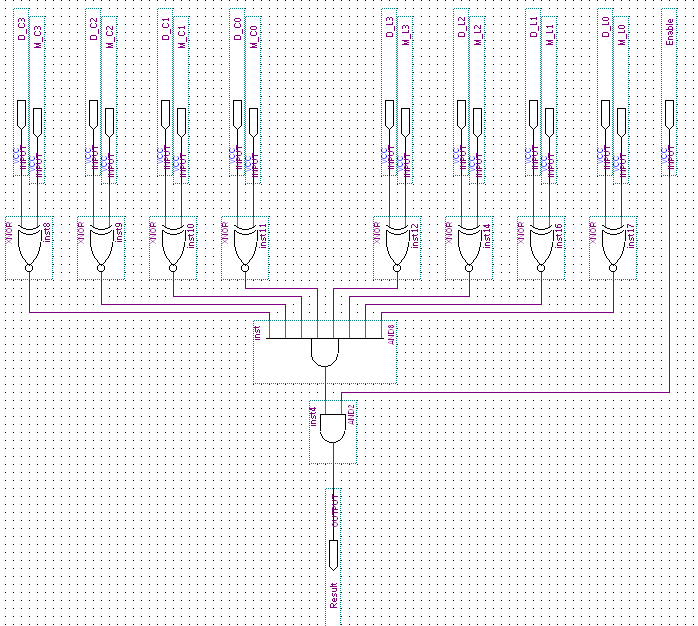 D_C3
M_C3
D_C2
M_C2
D_C1
M_C1
D_C0
M_C0
D_L3
M_L3
D_L2
M_L2
D_L1
M_L1
D_L0
M_L0
Enable
VCC
INPUT
VCC
INPUT
VCC
INPUT
VCC
INPUT
VCC
INPUT
VCC
INPUT
VCC
INPUT
VCC
INPUT
VCC
INPUT
VCC
INPUT
VCC
INPUT
VCC
INPUT
VCC
INPUT
VCC
INPUT
VCC
INPUT
VCC
INPUT
VCC
INPUT
XNOR
inst8
XNOR
inst9
XNOR
inst10
XNOR
inst11
XNOR
inst12
XNOR
inst14
XNOR
inst16
XNOR
inst17
inst
AND8
inst4
AND2
OUTPUT
Result